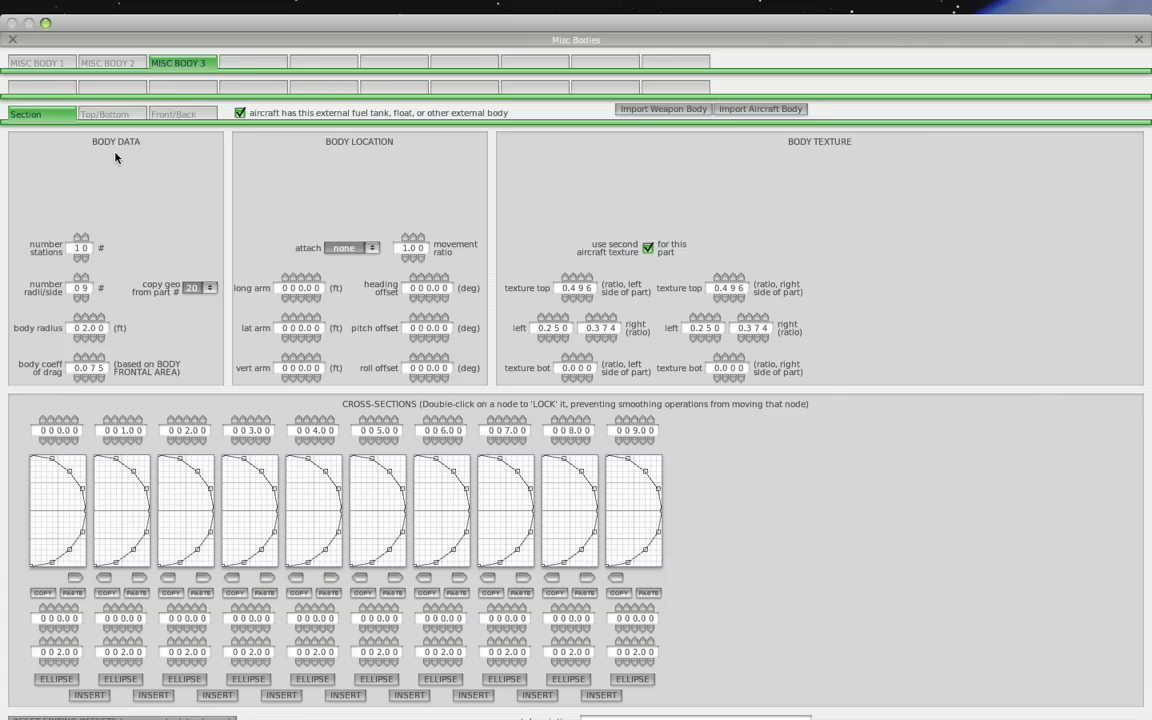 Misc Bodies
MISC BODY 1 MISC BODY 2 MISC BODY 3
Section Top/Bottom Front/Back aircraft has this external fuel tank, float, or other external body Import Weapon Body Import Aircraft Body
BODY DATA
number stations 1 0 #
number radii/side 0 9 # copy geo from part # 20
body radius 0 2.0 0 (ft)
body coeff of drag 0.0 7 5 (based on BODY FRONTAL AREA)
BODY LOCATION
attach none 1.0 0 movement ratio
long arm 0 0 0.0 0 (ft) heading offset 0 0 0.0 0 (deg)
lat arm 0 0 0.0 0 (ft) pitch offset 0 0 0.0 0 (deg)
vert arm 0 0 0.0 0 (ft) roll offset 0 0 0.0 0 (deg)
BODY TEXTURE
use second aircraft texture for this part
texture top 0.4 9 6 (ratio, left side of part) texture top 0.4 9 6 (ratio, right side of part)
left 0.2 5 0 0.3 7 4 right (ratio) left 0.2 5 0 0.3 7 4 right (ratio)
texture bot 0.0 0 0 (ratio, left side of part) texture bot 0.0 0 0 (ratio, right side of part)
CROSS-SECTIONS (Double-click on a node to 'LOCK' it, preventing smoothing operations from moving that node)
0 0 0.0 0 0 0 1.0 0 0 0 2.0 0 0 0 3.0 0 0 0 4.0 0 0 0 5.0 0 0 0 6.0 0 0 0 7.0 0 0 0 8.0 0 0 0 9.0 0
COPY PASTE COPY PASTE COPY PASTE COPY PASTE COPY PASTE COPY PASTE COPY PASTE COPY PASTE COPY PASTE COPY PASTE
0 0 0.0 0 0 0 0.0 0 0 0 0.0 0 0 0 0.0 0 0 0 0.0 0 0 0 0.0 0 0 0 0.0 0 0 0 0.0 0 0 0 0.0 0 0 0 0.0 0
0 0 2.0 0 0 0 2.0 0 0 0 2.0 0 0 0 2.0 0 0 0 2.0 0 0 0 2.0 0 0 0 2.0 0 0 0 2.0 0 0 0 2.0 0 0 0 2.0 0
ELLIPSE ELLIPSE ELLIPSE ELLIPSE ELLIPSE ELLIPSE ELLIPSE ELLIPSE ELLIPSE ELLIPSE
INSERT INSERT INSERT INSERT INSERT INSERT INSERT INSERT INSERT